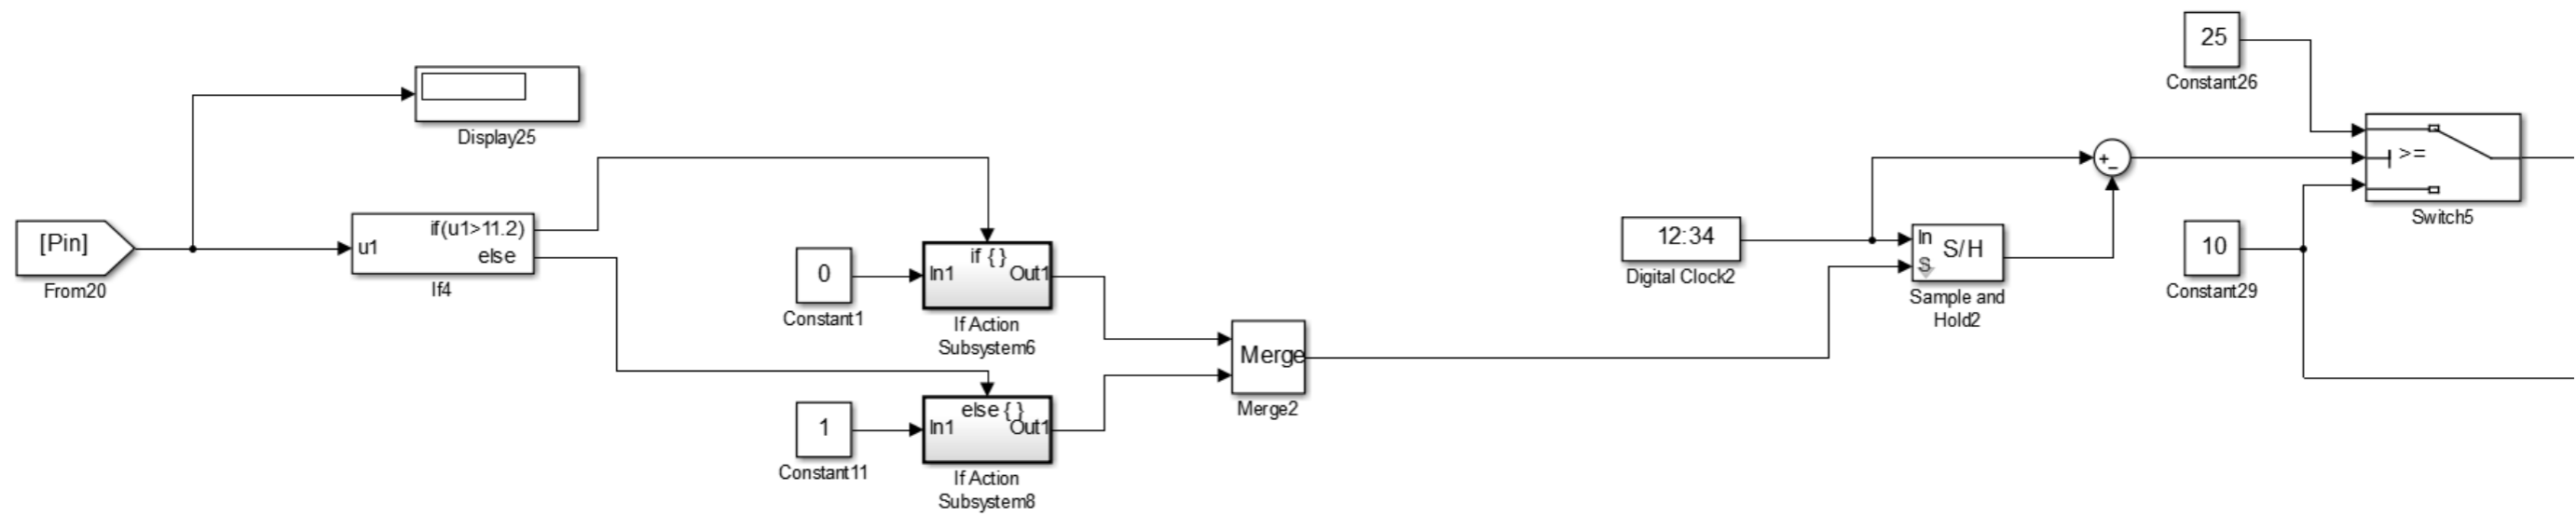 25
Constant26
Display25
+
−
>=
Switch5
[Pin]
From20
u1
if(u1>11.2)
else
If4
0
Constant1
if { }
In1
Out1
If Action
Subsystem6
12:34
Digital Clock2
In
S
S/H
Sample and
Hold2
10
Constant29
Merge
Merge2
1
Constant11
else { }
In1
Out1
If Action
Subsystem8